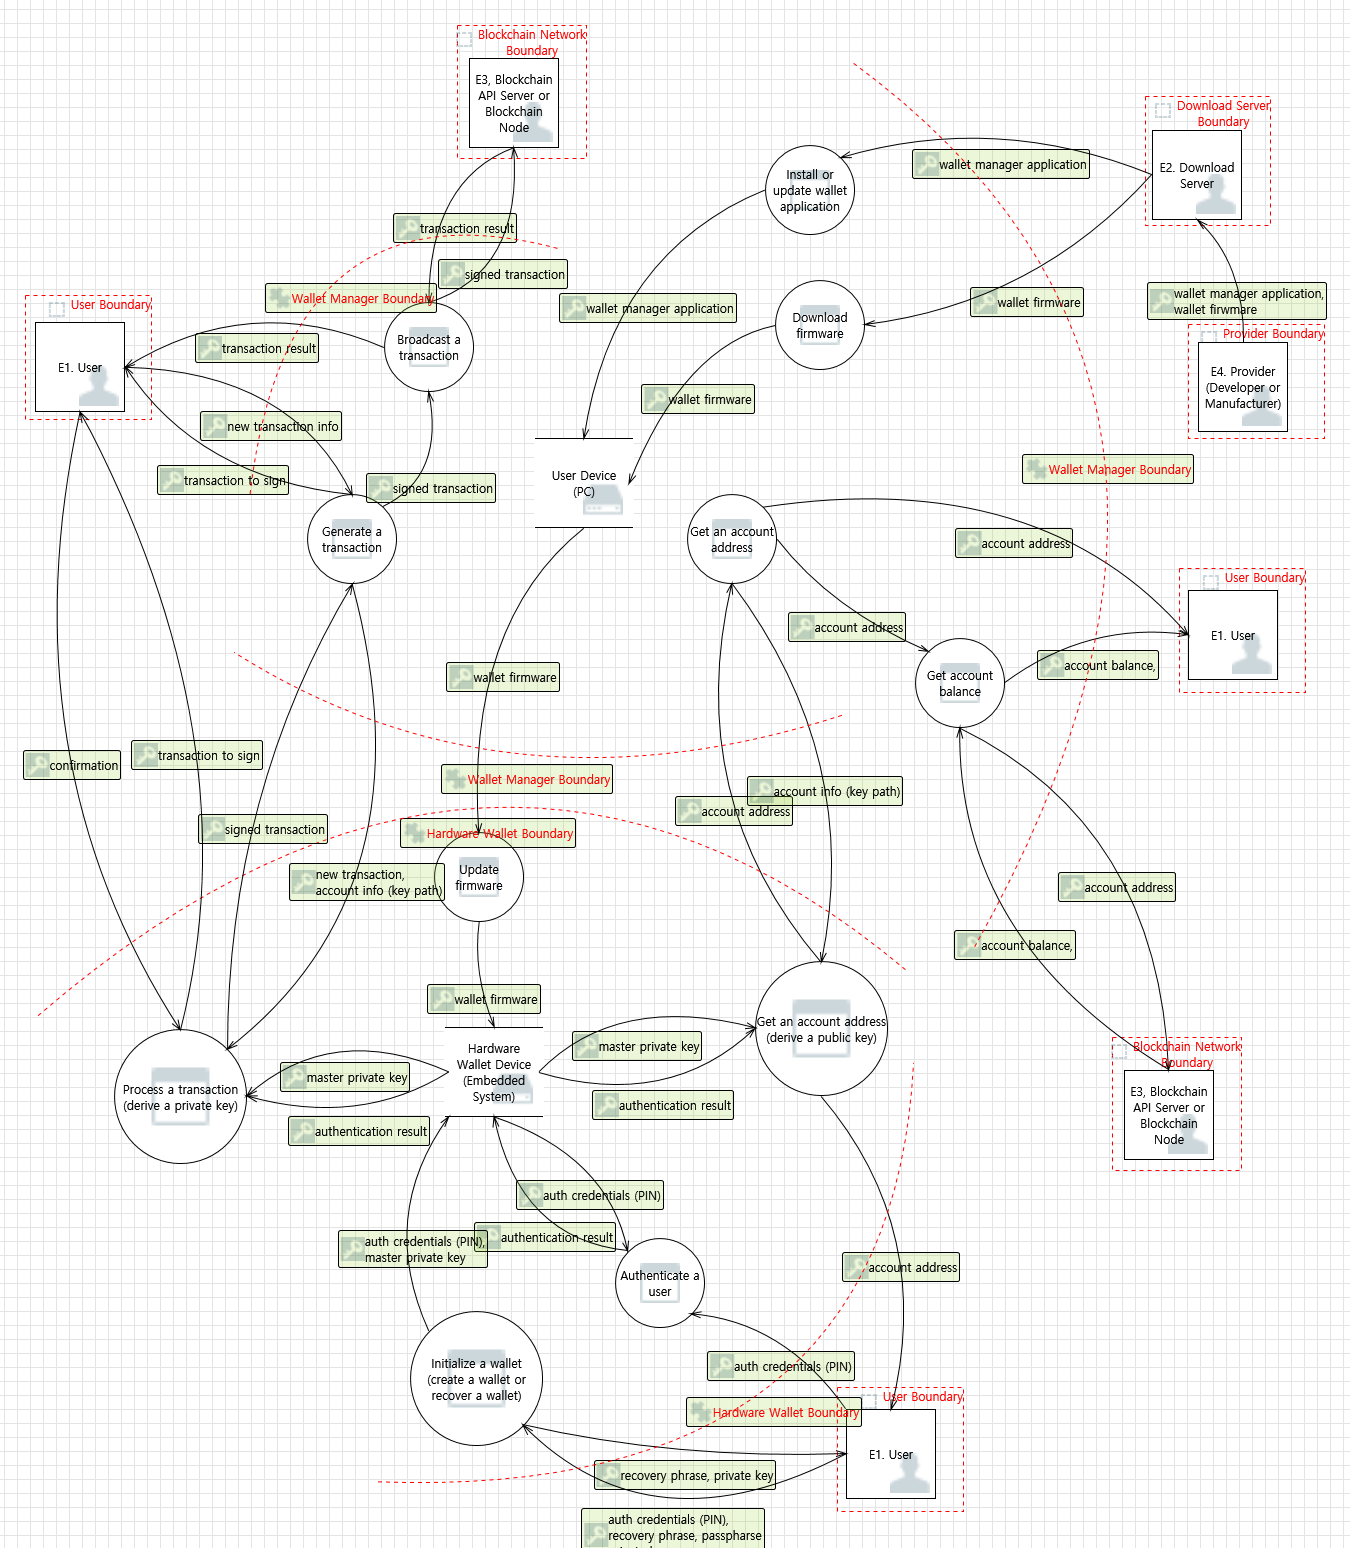 Blockchain Network
Boundary
E3, Blockchain
API Server or
Blockchain
Node
Download Server
Boundary
E2. Download
Server
wallet manager application
Install or
update wallet
application
transaction result
signed transaction
Wallet Manager Boundary
User Boundary
E1. User
transaction result
Broadcast a
transaction
wallet manager application
Download
firmware
wallet firmware
wallet manager application,
wallet firwmare
Provider Boundary
E4. Provider
(Developer or
Manufacturer)
new transaction info
wallet firmware
transaction to sign
signed transaction
User Device
(PC)
Wallet Manager Boundary
Generate a
transaction
Get an account
address
account address
User Boundary
E1. User
account address
account balance,
Get account
balance
wallet firmware
confirmation
transaction to sign
Wallet Manager Boundary
account info (key path)
account address
signed transaction
Hardware Wallet Boundary
new transaction,
account info (key path)
Update
firmware
account address
account balance,
wallet firmware
Get an account address
(derive a public key)
master private key
Hardware
Wallet Device
(Embedded
System)
master private key
Process a transaction
(derive a private key)
authentication result
authentication result
Blockchain Network
Boundary
E3, Blockchain
API Server or
Blockchain
Node
auth credentials (PIN)
authentication result
auth credentials (PIN),
master private key
Authenticate a
user
account address
Initialize a wallet
(create a wallet or
recover a wallet)
auth credentials (PIN)
Hardware Wallet Boundary
User Boundary
E1. User
recovery phrase, private key
auth credentials (PIN),
recovery phrase, passpharse